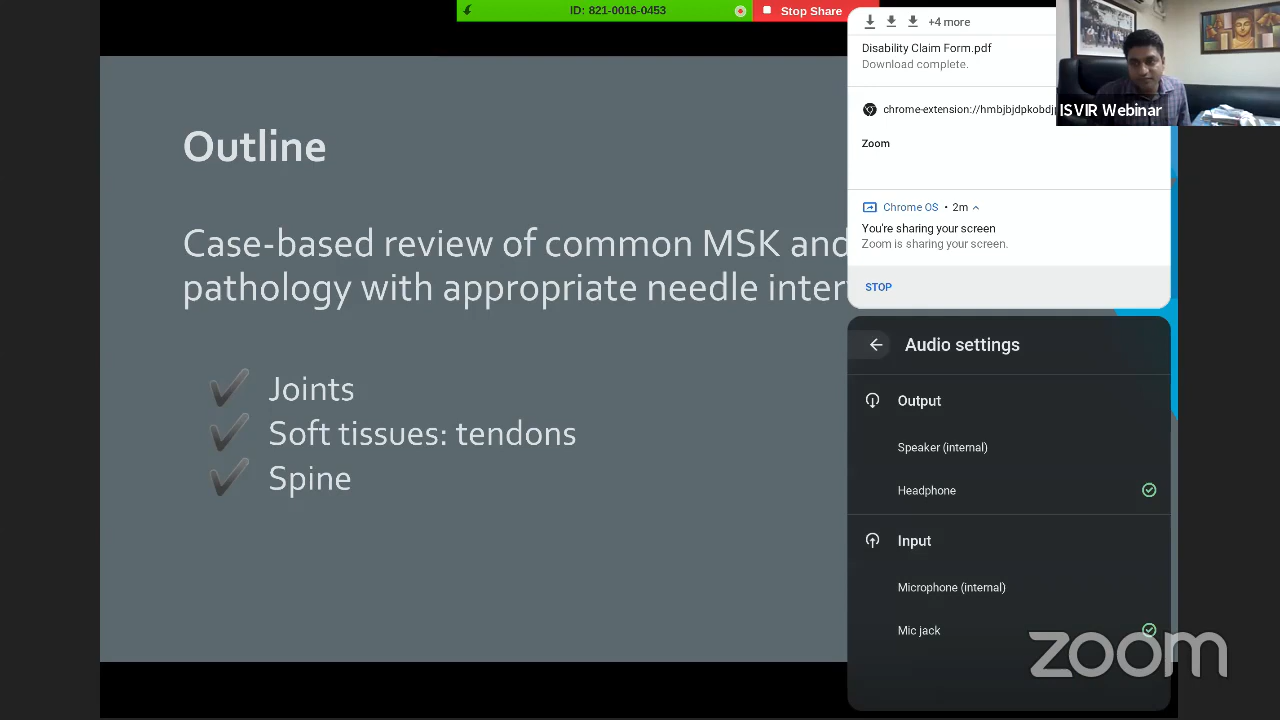 ID: 821-0016-0453
Stop Share
Outline
Case-based review of common MSK and
pathology with appropriate needle inter
Joints
Soft tissues: tendons
Spine
+4 more
Disability Claim Form.pdf
Download complete.
chrome-extension://hmbjbjdpkobdj
Zoom
Chrome OS • 2m
You're sharing your screen
Zoom is sharing your screen.
STOP
Audio settings
Output
Speaker (internal)
Headphone
Input
Microphone (internal)
Mic jack
ISVIR Webinar
zoom